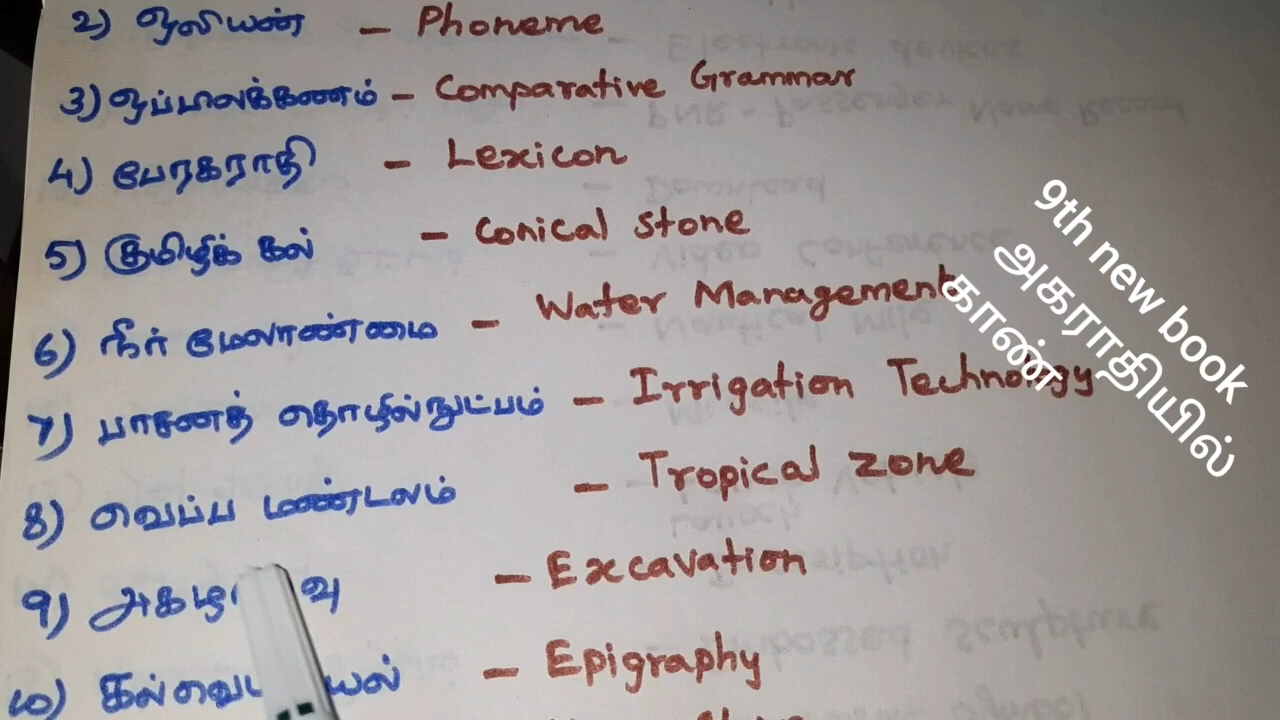 2) ஒலியன் - Phoneme
3) ஒப்பிலக்கணம் - Comparative Grammar
4) பேரகராதி - Lexicon
5) குமிழிக் கல் - Conical Stone
6) நீர் மேலாண்மை - Water Management
7) பாசனத் தொழில்நுட்பம் - Irrigation Technology
8) வெப்ப மண்டலம் - Tropical Zone
9) - Excavation
10) - Epigraphy
9th new book
அகராதியில்
காண்